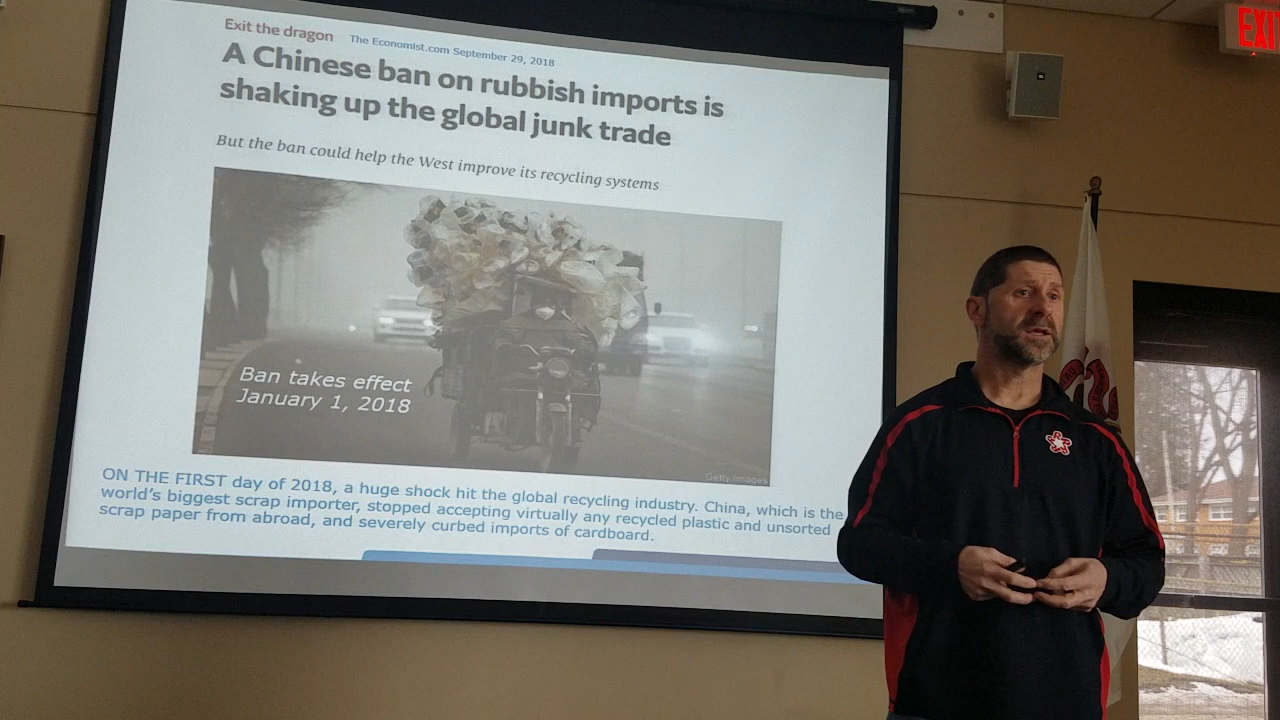 Exit the dragon The Economist.com September 29, 2018
A Chinese ban on rubbish imports is
shaking up the global junk trade
But the ban could help the West improve its recycling systems
Ban takes effect
January 1, 2018
Getty Images
ON THE FIRST day of 2018, a huge shock hit the global recycling industry. China, which is the
world's biggest scrap importer, stopped accepting virtually any recycled plastic and unsorted
scrap paper from abroad, and severely curbed imports of cardboard.